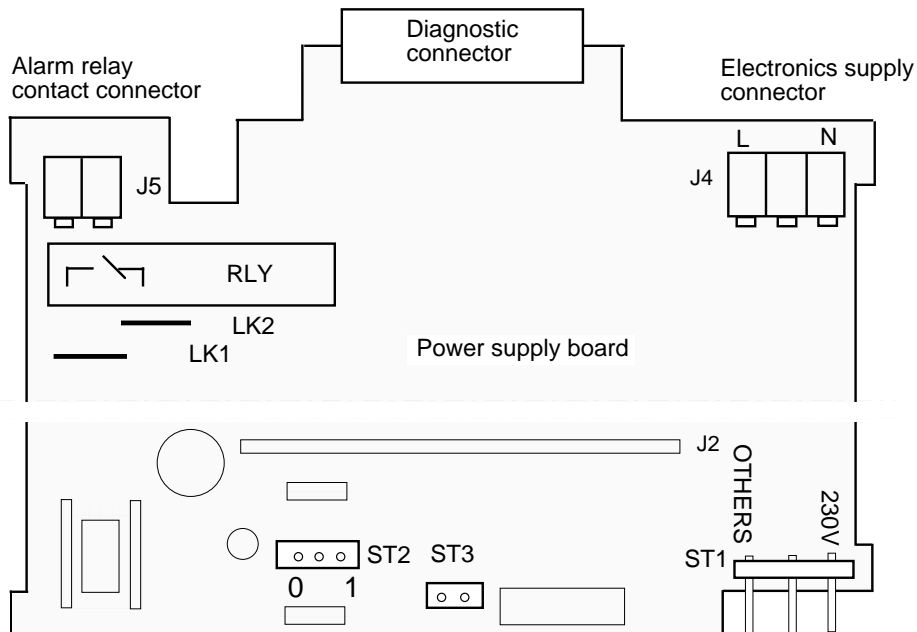 Diagnostic
connector
Alarm relay
contact connector
Electronics supply
connector
L
N
J5
J4
RLY
LK2
LK1
Power supply board
J2
OTHERS
230V
ST2
ST3
ST1
0
1